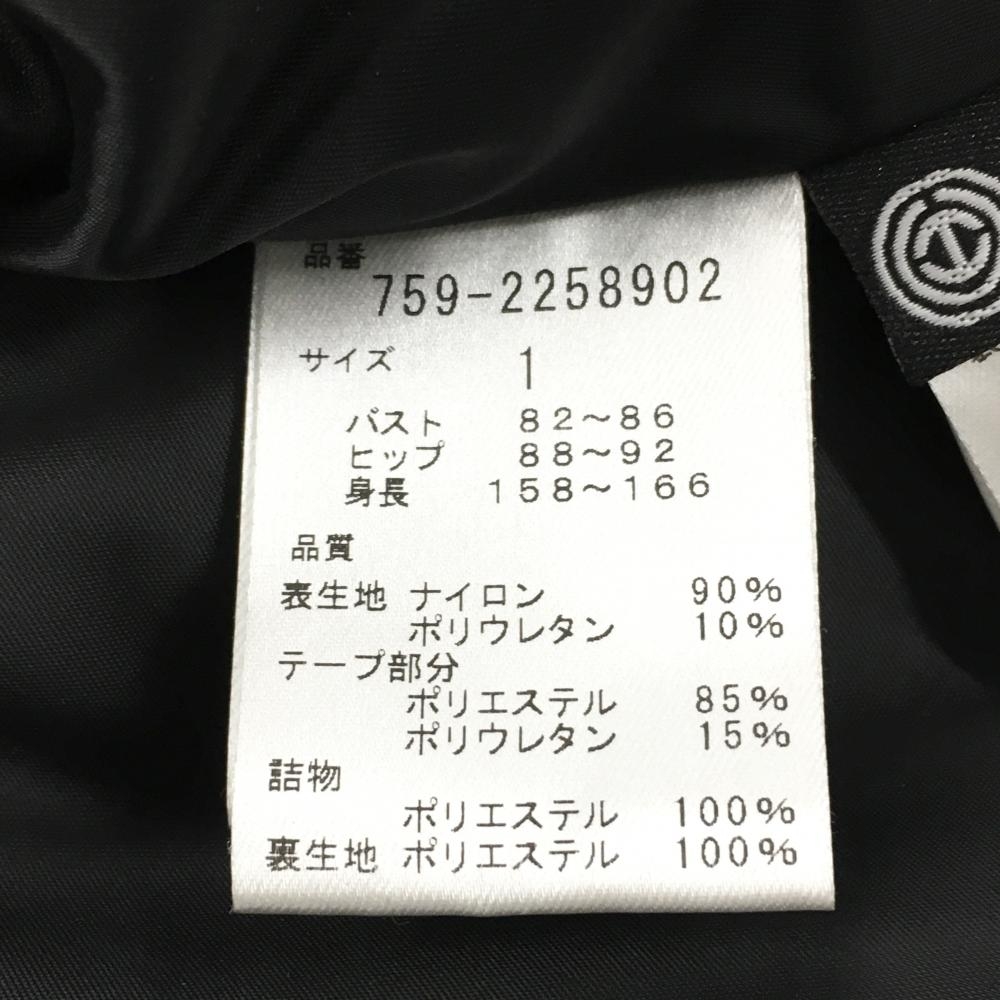 品番
759-2258902
サイズ 1
バスト 82～86
ヒップ 88～92
身長 158～166
品質
表生地 ナイロン 90%
ポリウレタン 10%
テープ部分
ポリエステル 85%
ポリウレタン 15%
詰物
ポリエステル 100%
裏生地 ポリエステル 100%